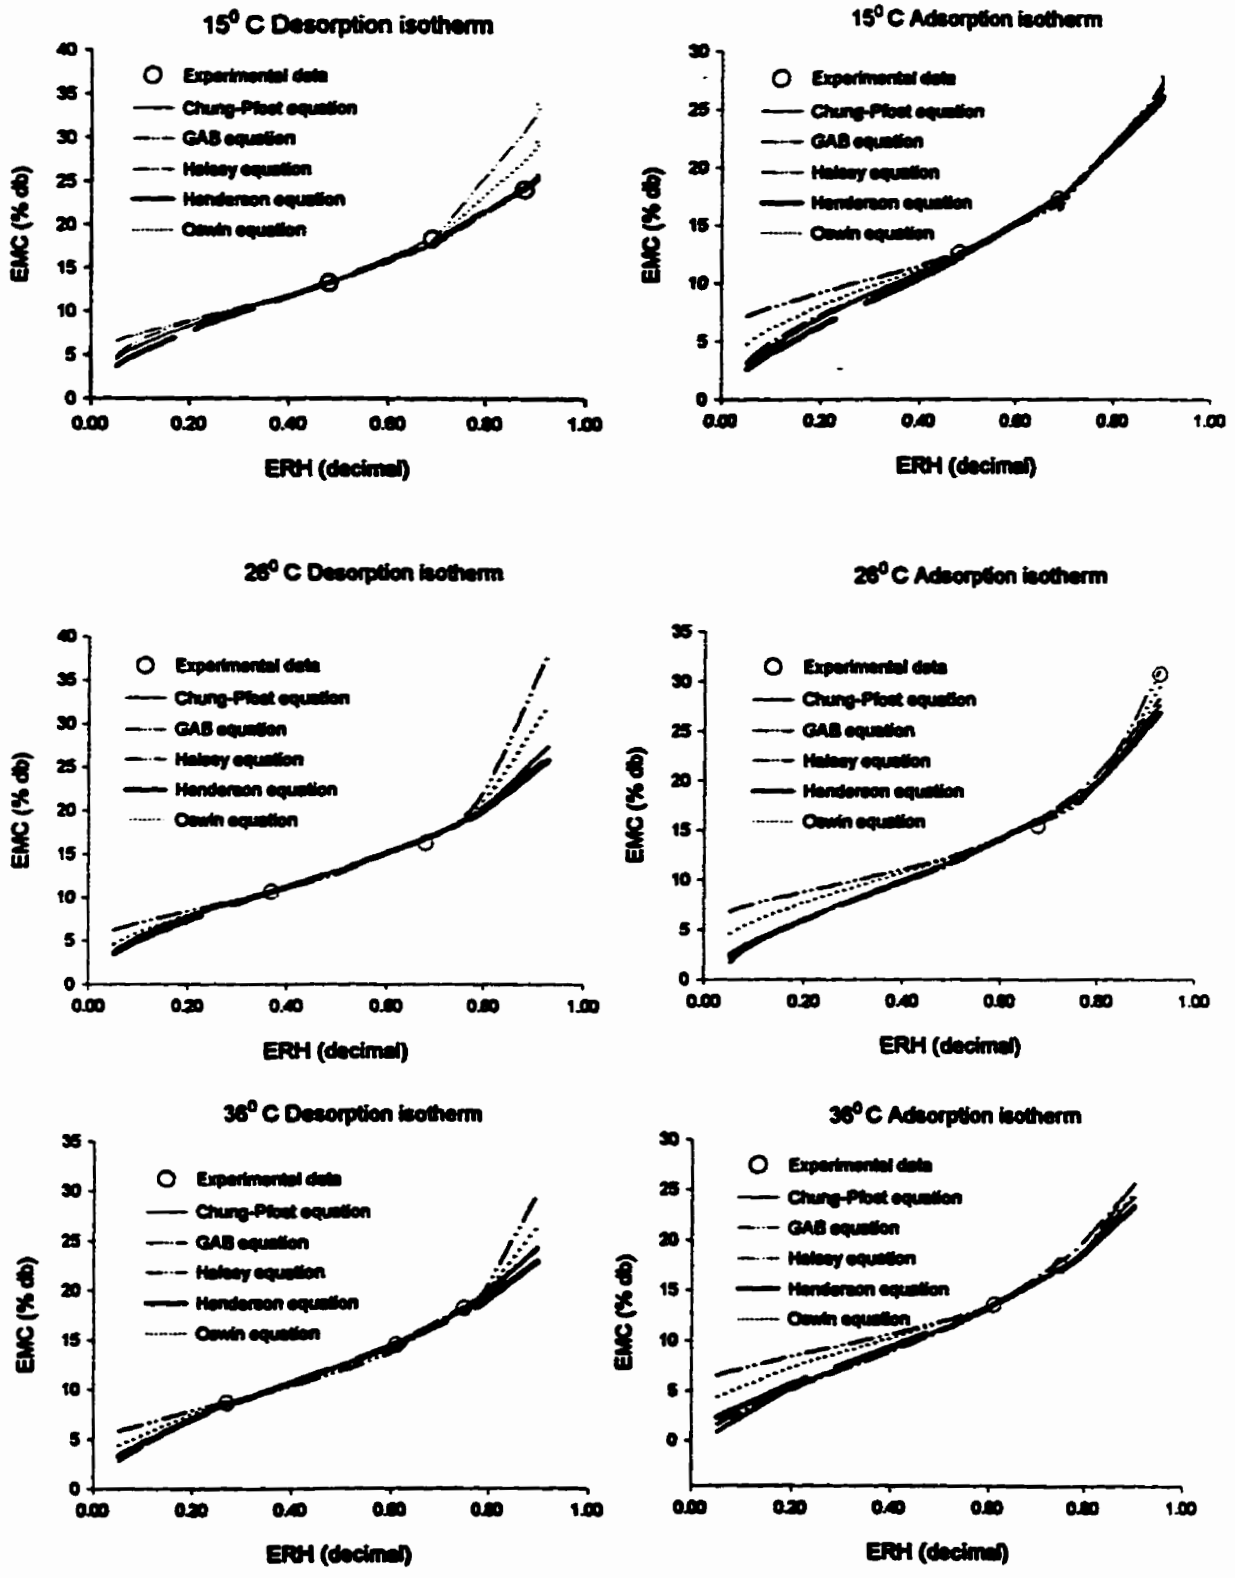 15⁰ C Desorption isotherm
40
35
30
25
20
15
10
5
0
EMC (% db)
Experimental data
Chung-Pfost equation
GAB equation
Halsey equation
Henderson equation
Oswin equation
0.00 0.20 0.40 0.60 0.80 1.00
ERH (decimal)
15⁰ C Adsorption isotherm
30
25
20
15
10
5
0
EMC (% db)
Experimental data
Chung-Pfost equation
GAB equation
Halsey equation
Henderson equation
Oswin equation
0.00 0.20 0.40 0.60 0.80 1.00
ERH (decimal)
26⁰ C Desorption isotherm
40
35
30
25
20
15
10
5
0
EMC (% db)
Experimental data
Chung-Pfost equation
GAB equation
Halsey equation
Henderson equation
Oswin equation
0.00 0.20 0.40 0.60 0.80 1.00
ERH (decimal)
26⁰ C Adsorption isotherm
35
30
25
20
15
10
5
0
EMC (% db)
Experimental data
Chung-Pfost equation
GAB equation
Halsey equation
Henderson equation
Oswin equation
0.00 0.20 0.40 0.60 0.80 1.00
ERH (decimal)
36⁰ C Desorption isotherm
35
30
25
20
15
10
5
0
EMC (% db)
Experimental data
Chung-Pfost equation
GAB equation
Halsey equation
Henderson equation
Oswin equation
0.00 0.20 0.40 0.60 0.80 1.00
ERH (decimal)
36⁰ C Adsorption isotherm
30
25
20
15
10
5
0
EMC (% db)
Experimental data
Chung-Pfost equation
GAB equation
Halsey equation
Henderson equation
Oswin equation
0.00 0.20 0.40 0.60 0.80 1.00
ERH (decimal)